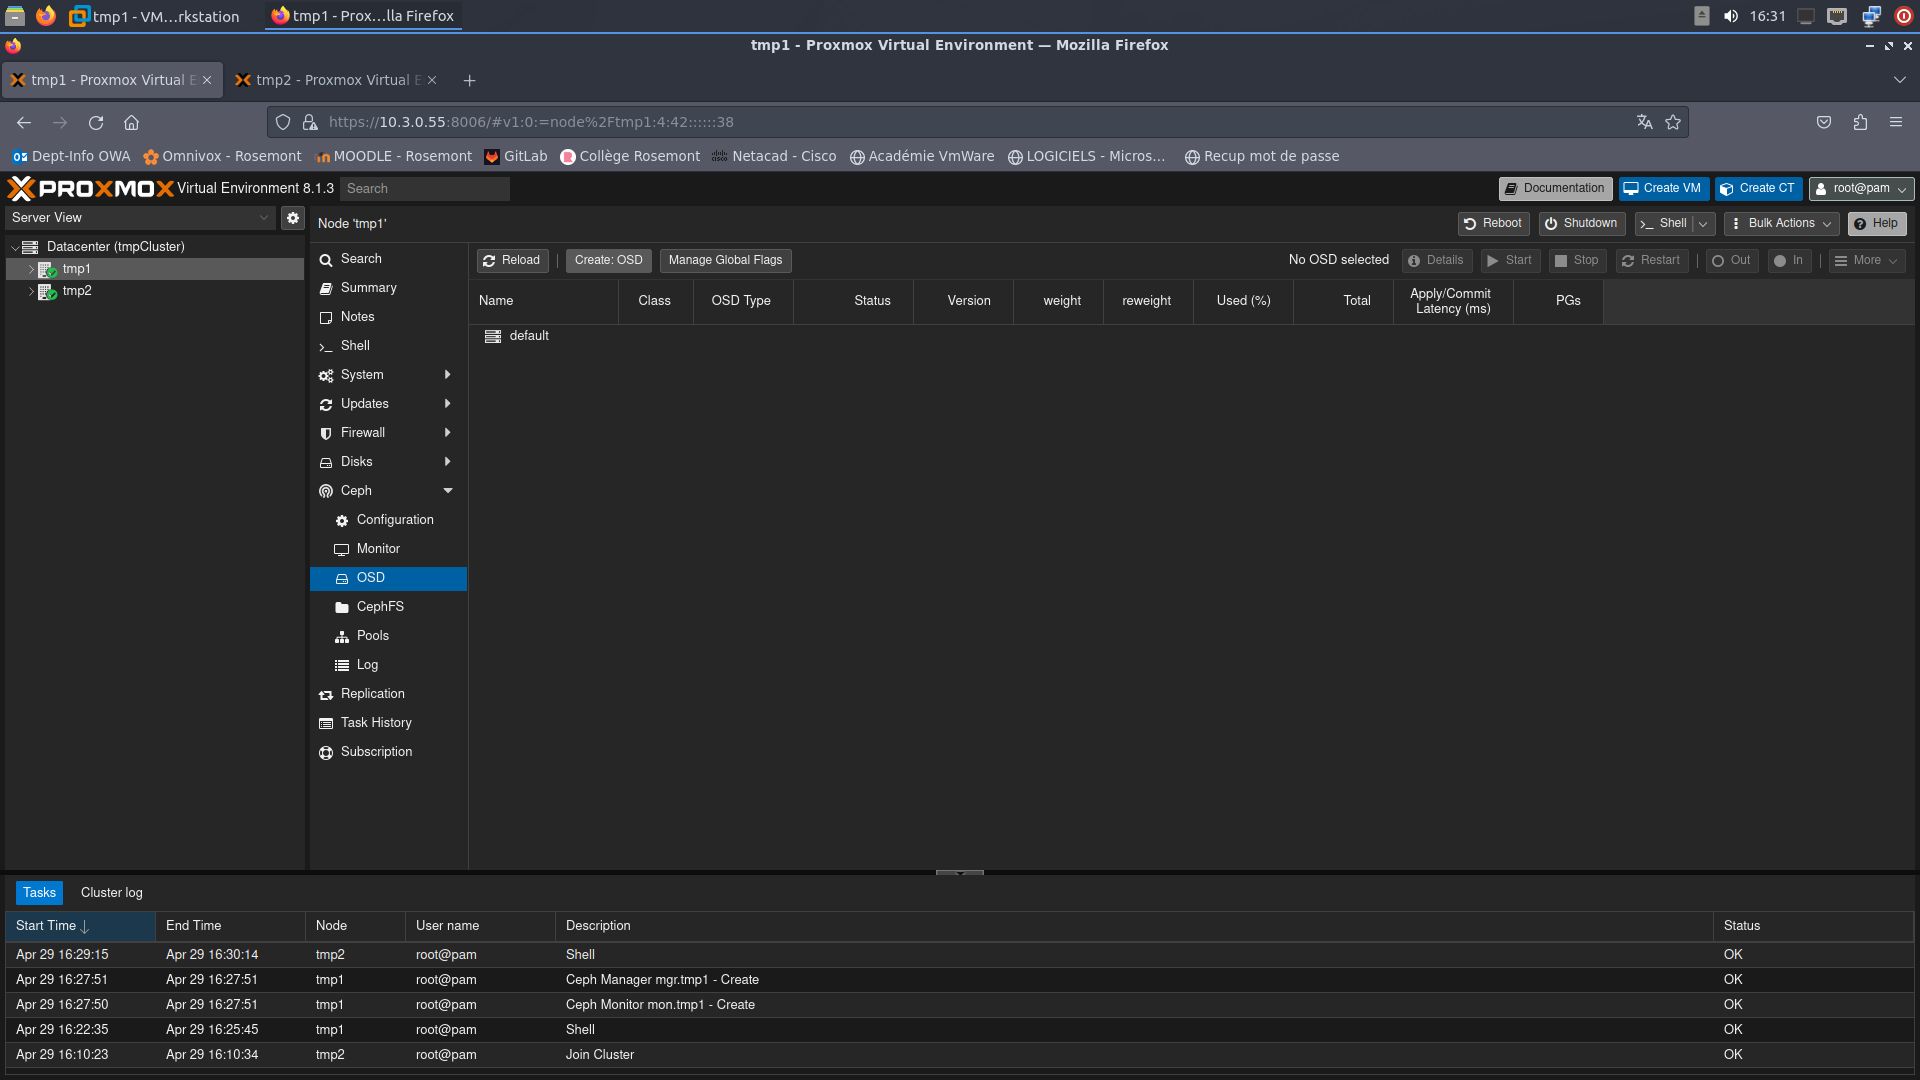 tmp1 - VM...rkstation
tmp1 - Prox...lla Firefox
16:31
tmp1 - Proxmox Virtual Environment — Mozilla Firefox
tmp1 - Proxmox Virtual E
tmp2 - Proxmox Virtual E
https://10.3.0.55:8006/#v1:0:=node%2Ftmp1:4:42::::::38
Dept-Info OWA
Omnivox - Rosemont
MOODLE - Rosemont
GitLab
Collège Rosemont
Netacad - Cisco
Académie VmWare
LOGICIELS - Micros...
Recup mot de passe
PROXMOX Virtual Environment 8.1.3
Search
Documentation
Create VM
Create CT
root@pam
Server View
Node 'tmp1'
Reboot
Shutdown
Shell
Bulk Actions
Help
Datacenter (tmpCluster)
tmp1
tmp2
Search
Summary
Notes
Shell
System
Updates
Firewall
Disks
Ceph
Configuration
Monitor
OSD
CephFS
Pools
Log
Replication
Task History
Subscription
Reload
Create: OSD
Manage Global Flags
No OSD selected
Details
Start
Stop
Restart
Out
In
More
Name
Class
OSD Type
Status
Version
weight
reweight
Used (%)
Total
Apply/Commit
Latency (ms)
PGs
default
Tasks
Cluster log
Start Time End Time Node User name Description Status
Apr 29 16:29:15 Apr 29 16:30:14 tmp2 root@pam Shell OK
Apr 29 16:27:51 Apr 29 16:27:51 tmp1 root@pam Ceph Manager mgr.tmp1 - Create OK
Apr 29 16:27:50 Apr 29 16:27:51 tmp1 root@pam Ceph Monitor mon.tmp1 - Create OK
Apr 29 16:22:35 Apr 29 16:25:45 tmp1 root@pam Shell OK
Apr 29 16:10:23 Apr 29 16:10:34 tmp2 root@pam Join Cluster OK